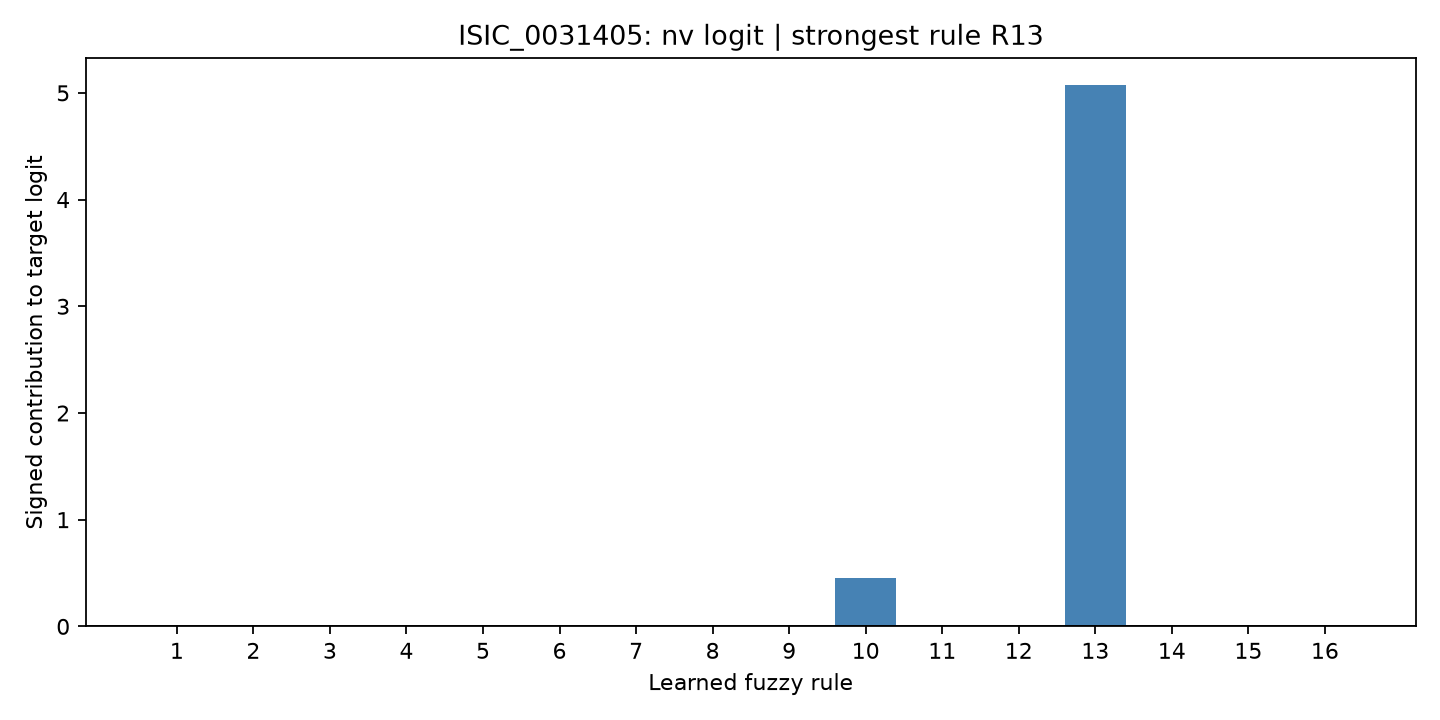 ISIC_0031405: nv logit | strongest rule R13
Signed contribution to target logit
5
4
3
2
1
0
1 2 3 4 5 6 7 8 9 10 11 12 13 14 15 16
Learned fuzzy rule